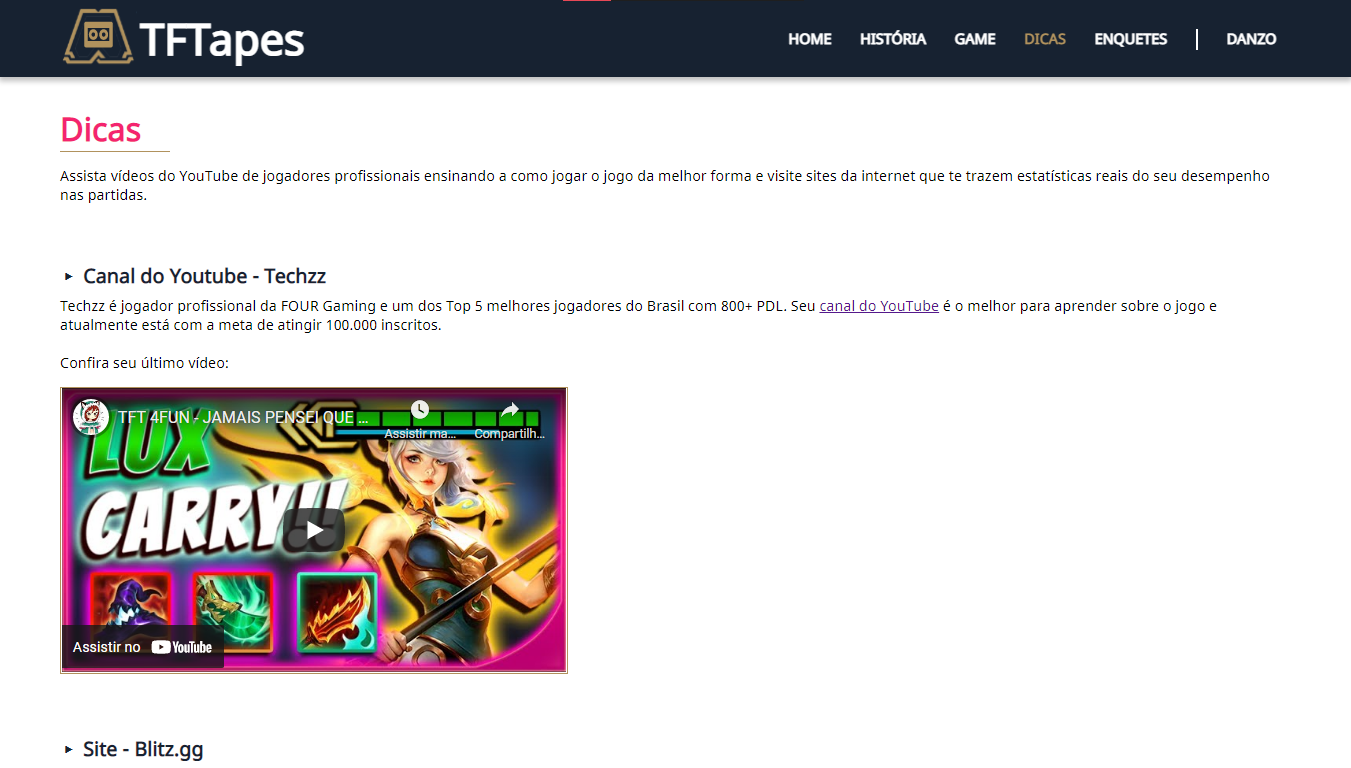 TFTapes
HOME HISTÓRIA GAME DICAS ENQUETES | DANZO
Dicas
Assista vídeos do YouTube de jogadores profissionais ensinando a como jogar o jogo da melhor forma e visite sites da internet que te trazem estatísticas reais do seu desempenho
nas partidas.
Canal do Youtube - Techzz
Techzz é jogador profissional da FOUR Gaming e um dos Top 5 melhores jogadores do Brasil com 800+ PDL. Seu canal do YouTube é o melhor para aprender sobre o jogo e
atualmente está com a meta de atingir 100.000 inscritos.
Confira seu último vídeo:
TFT 4FUN - JAMAIS PENSEI QUE ...
Assistir ma... Compartilh...
LUX
CARRY!!
Assistir no YouTube
Site - Blitz.gg